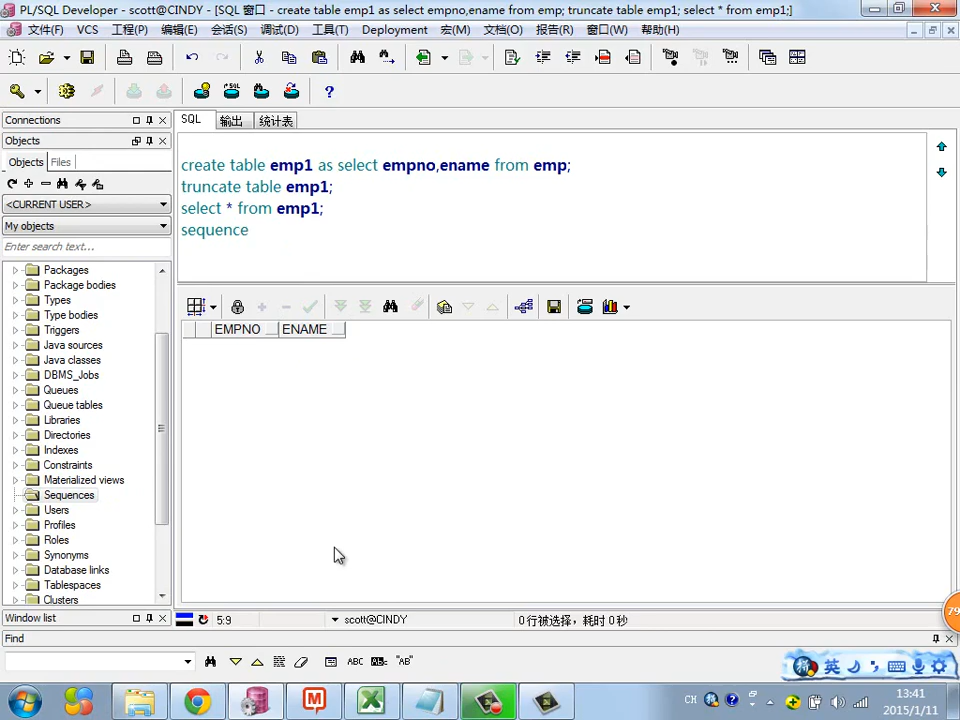 PL/SQL Developer - scott@CINDY - [SQL 窗口 - create table emp1 as select empno,ename from emp; truncate table emp1; select * from emp1;]
文件(F) VCS 工程(P) 编辑(E) 会话(S) 调试(D) 工具(T) Deployment 宏(M) 文档(O) 报告(R) 窗口(W) 帮助(H)
Connections
Objects
Objects Files
<CURRENT USER>
My objects
Enter search text...
Packages
Package bodies
Types
Type bodies
Triggers
Java sources
Java classes
DBMS_Jobs
Queues
Queue tables
Libraries
Directories
Indexes
Constraints
Materialized views
Sequences
Users
Profiles
Roles
Synonyms
Database links
Tablespaces
Clusters
Window list
SQL 输出 统计表
create table emp1 as select empno,ename from emp;
truncate table emp1;
select * from emp1;
sequence
EMPNO ENAME
5:9 scott@CINDY 0行被选择，耗时 0秒
79
Find
ABC ABc "AB"
英
CH
13:41
2015/1/11